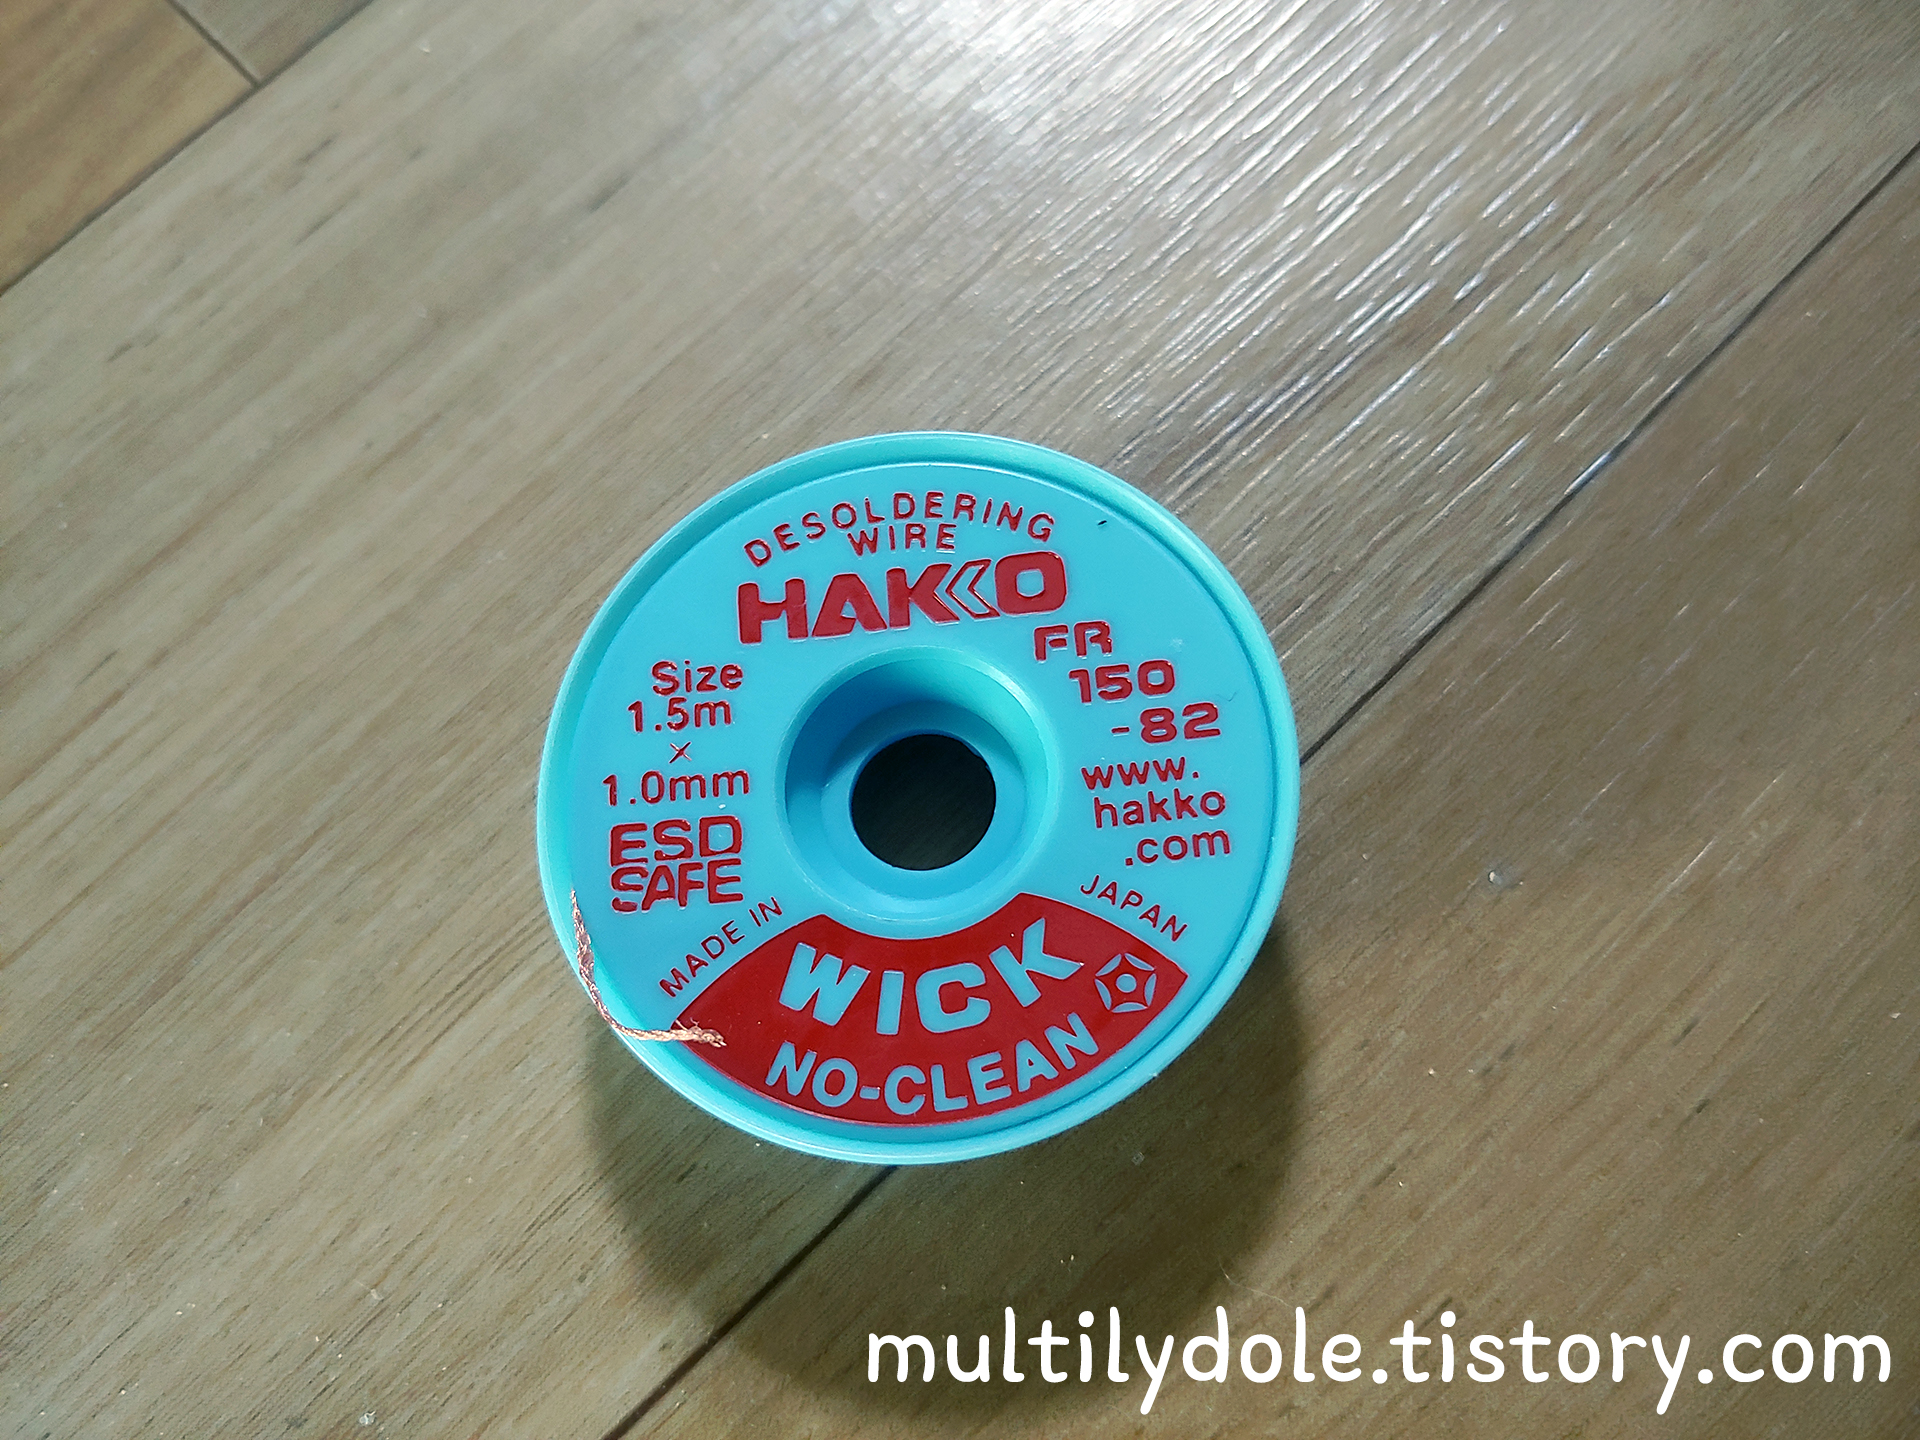 DESOLDERING
WIRE
HAKKO
FR
150
-82
Size
1.5m
×
1.0mm
www.
hakko
.com
ESD
SAFE
MADE IN JAPAN
WICK
NO-CLEAN
multilydole.tistory.com